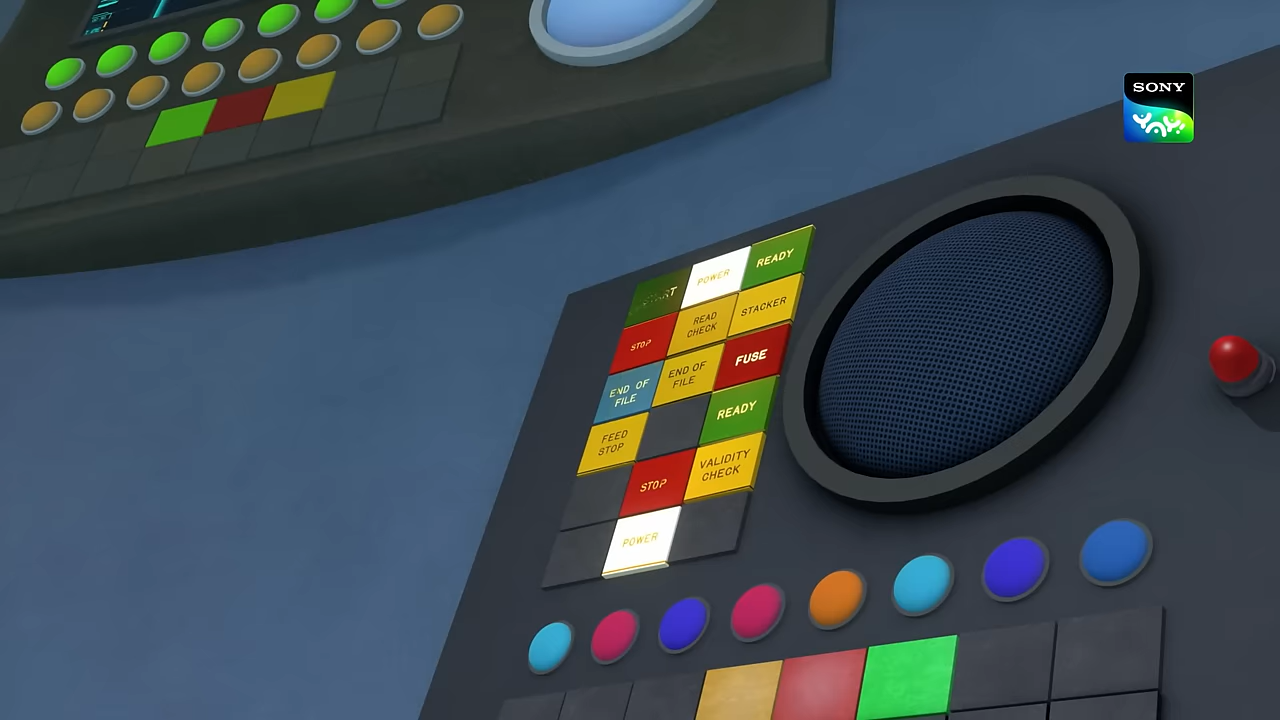 SONY
YAY!
START
POWER
READY
STOP
READ
CHECK
STACKER
END OF
FILE
END OF
FILE
FUSE
FEED
STOP
READY
STOP
VALIDITY
CHECK
POWER